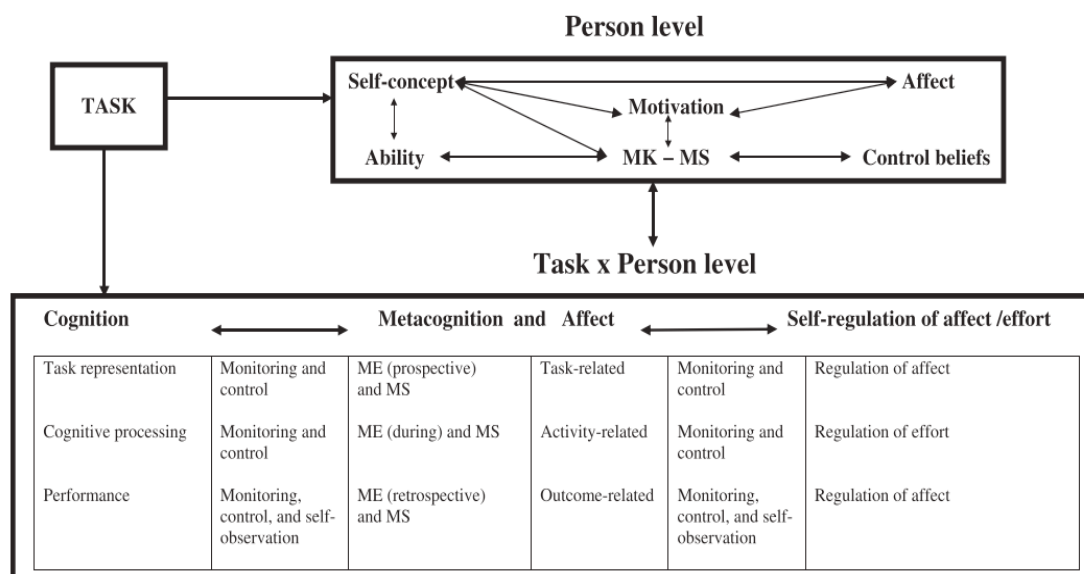 Person level
Self-concept
Affect
TASK
Motivation
Ability
MK – MS
Control beliefs
Task x Person level
Cognition
Metacognition and Affect
Self-regulation of affect /effort
Task representation
Monitoring and
control
ME (prospective)
and MS
Task-related
Monitoring and
control
Regulation of affect
Cognitive processing
Monitoring and
control
ME (during) and MS
Activity-related
Monitoring and
control
Regulation of effort
Performance
Monitoring,
control, and self-
observation
ME (retrospective)
and MS
Outcome-related
Monitoring,
control, and self-
observation
Regulation of affect